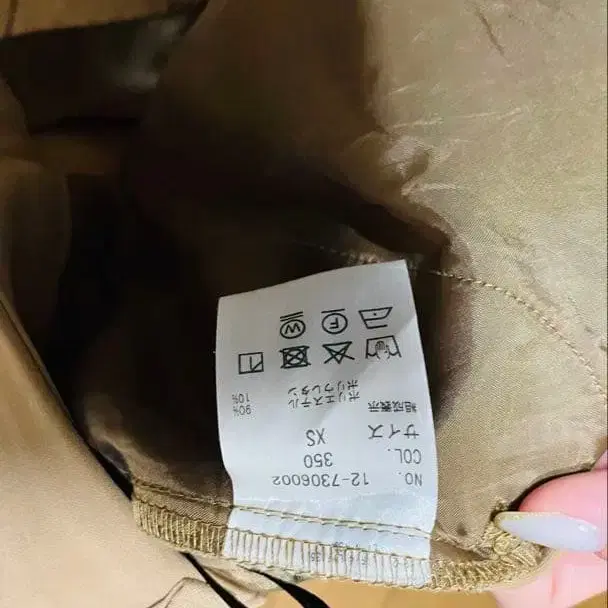 NO. 12-7306002
COL. 350
サイズ XS
組成表示
ポリエステル 90%
ポリウレタン 10%
F W